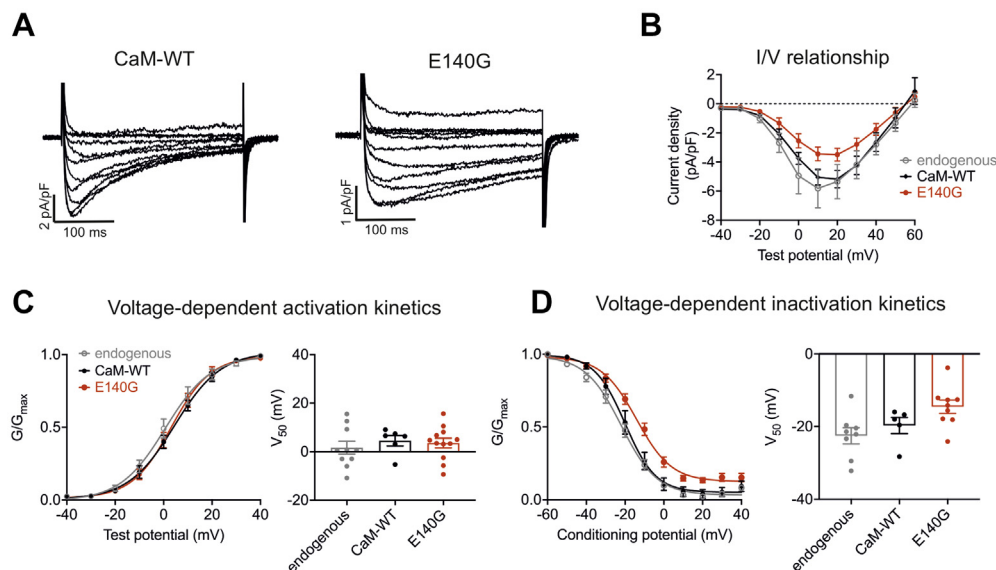 A
CaM-WT
E140G
2 pA/pF
100 ms
1 pA/pF
100 ms
B
I/V relationship
2
0
-2
-4
-6
-8
Current density
(pA/pF)
endogenous
CaM-WT
E140G
-40 -20 0 20 40 60
Test potential (mV)
C
Voltage-dependent activation kinetics
endogenous
CaM-WT
E140G
1.0
0.5
0.0
G/Gmax
-40 -20 0 20 40
Test potential (mV)
40
20
0
-20
V50 (mV)
endogenous
CaM-WT
E140G
D
Voltage-dependent inactivation kinetics
1.0
0.5
0.0
G/Gmax
-60 -40 -20 0 20 40
Conditioning potential (mV)
0
-20
-40
V50 (mV)
endogenous
CaM-WT
E140G